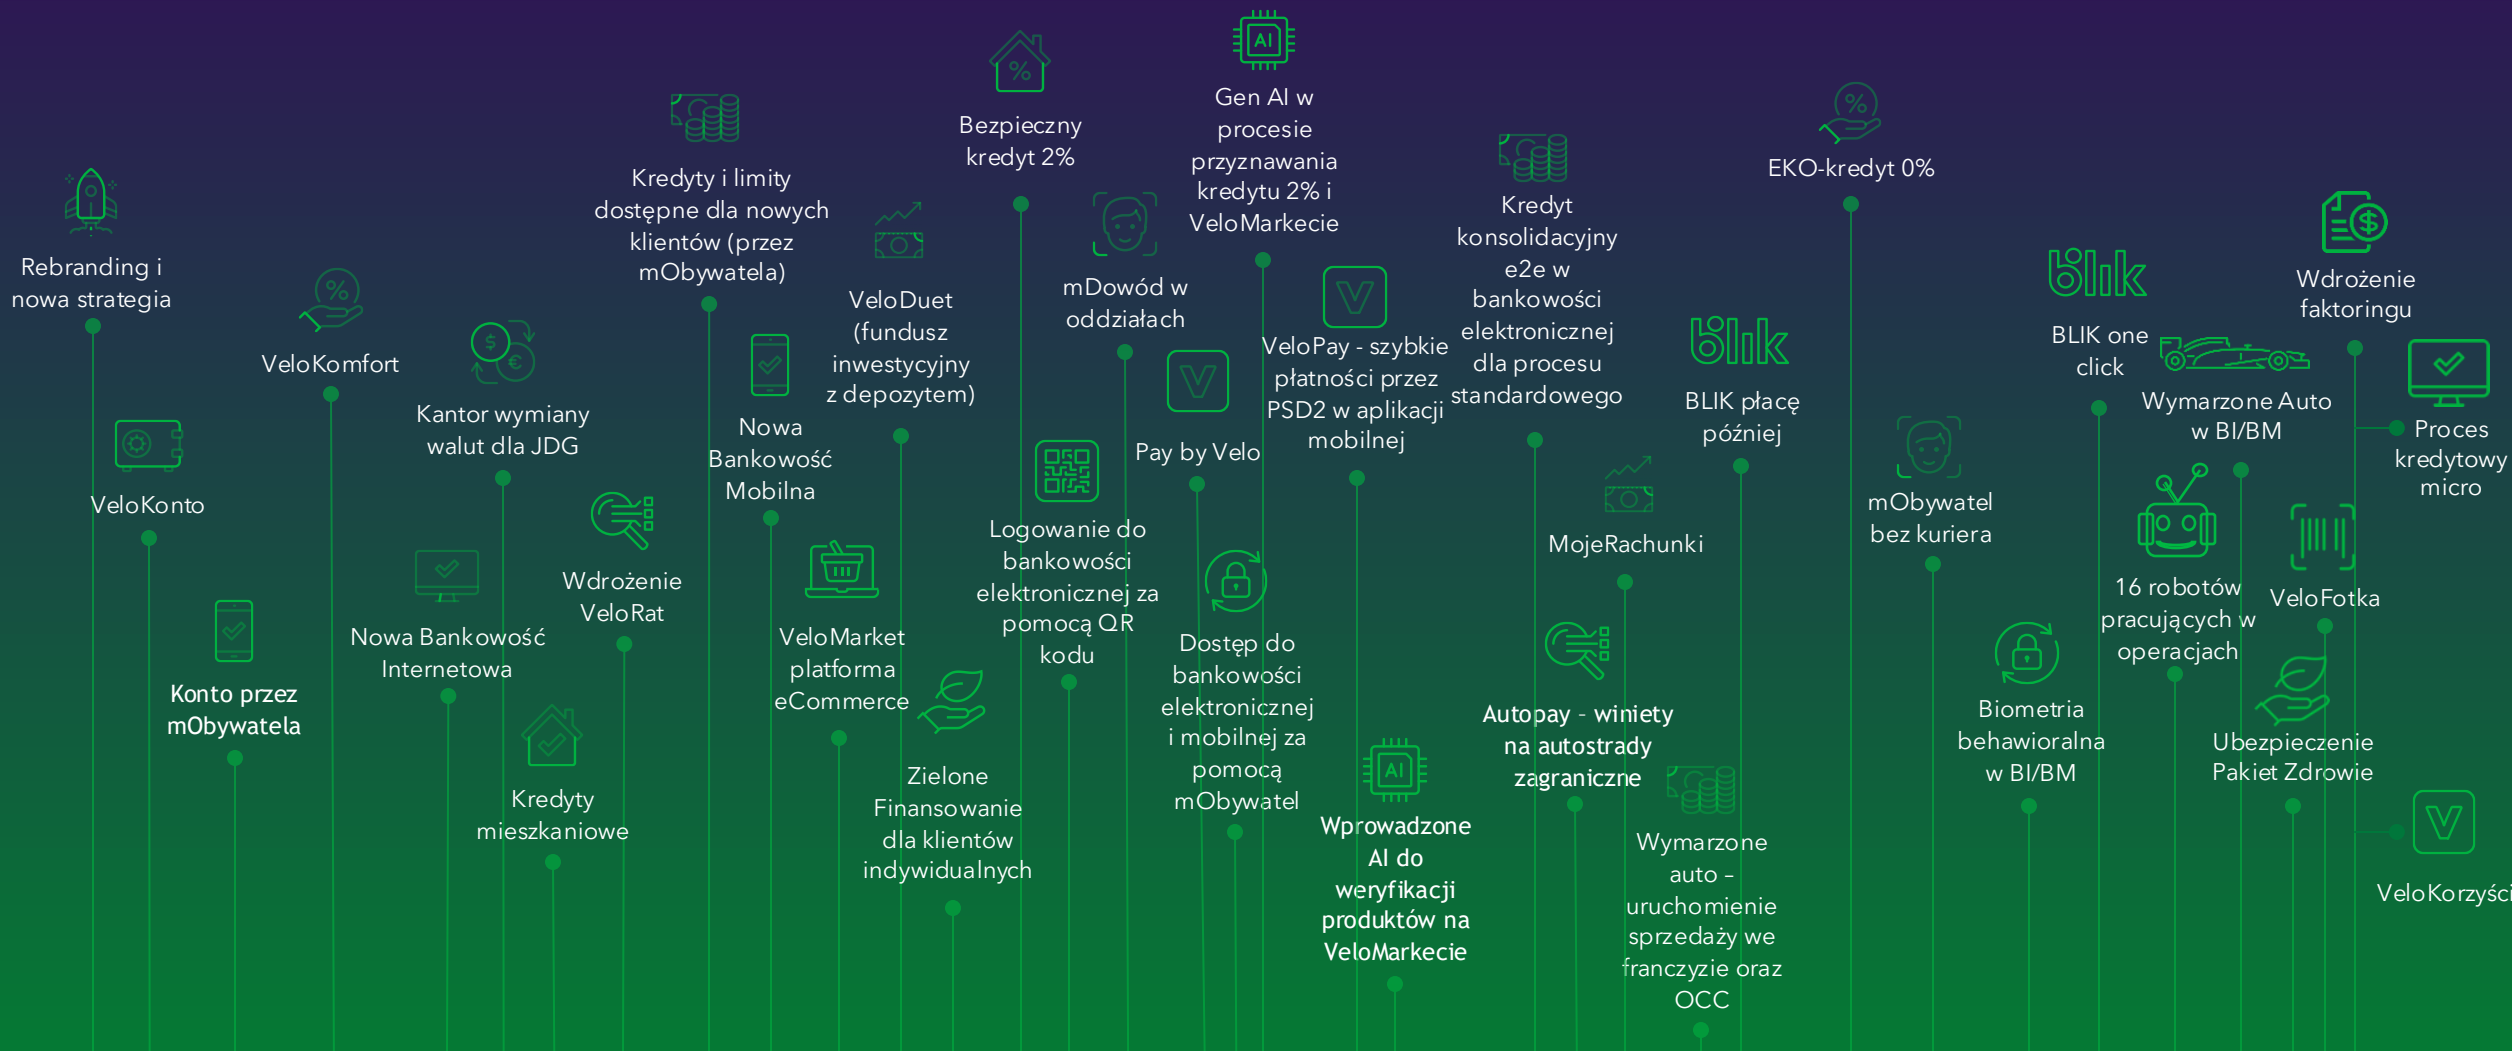 Rebranding i
nowa strategia
VeloKonto
Konto przez
mObywatela
VeloKomfort
Nowa Bankowość
Internetowa
Kantor wymiany
walut dla JDG
Kredyty
mieszkaniowe
Wdrożenie
VeloRat
Kredyty i limity
dostępne dla nowych
klientów (przez
mObywatela)
Nowa
Bankowość
Mobilna
VeloMarket
platforma
eCommerce
VeloDuet
(fundusz
inwestycyjny
z depozytem)
Zielone
Finansowanie
dla klientów
indywidualnych
%
Bezpieczny
kredyt 2%
Logowanie do
bankowości
elektronicznej za
pomocą QR
kodu
mDowód w
oddziałach
Pay by Velo
Dostęp do
bankowości
elektronicznej
i mobilnej za
pomocą
mObywatel
AI
Gen AI w
procesie
przyznawania
kredytu 2% i
VeloMarkecie
VeloPay - szybkie
płatności przez
PSD2 w aplikacji
mobilnej
AI
Wprowadzone
AI do
weryfikacji
produktów na
VeloMarkecie
Kredyt
konsolidacyjny
e2e w
bankowości
elektronicznej
dla procesu
standardowego
Autopay - winiety
na autostrady
zagraniczne
MojeRachunki
Wymarzone
auto –
uruchomienie
sprzedaży we
franczyzie oraz
OCC
blik
BLIK płacę
później
%
EKO-kredyt 0%
mObywatel
bez kuriera
Biometria
behawioralna
w BI/BM
blik
BLIK one
click
16 robotów
pracujących w
operacjach
Wymarzone Auto
w BI/BM
Ubezpieczenie
Pakiet Zdrowie
VeloFotka
Wdrożenie
faktoringu
Proces
kredytowy
micro
VeloKorzyści